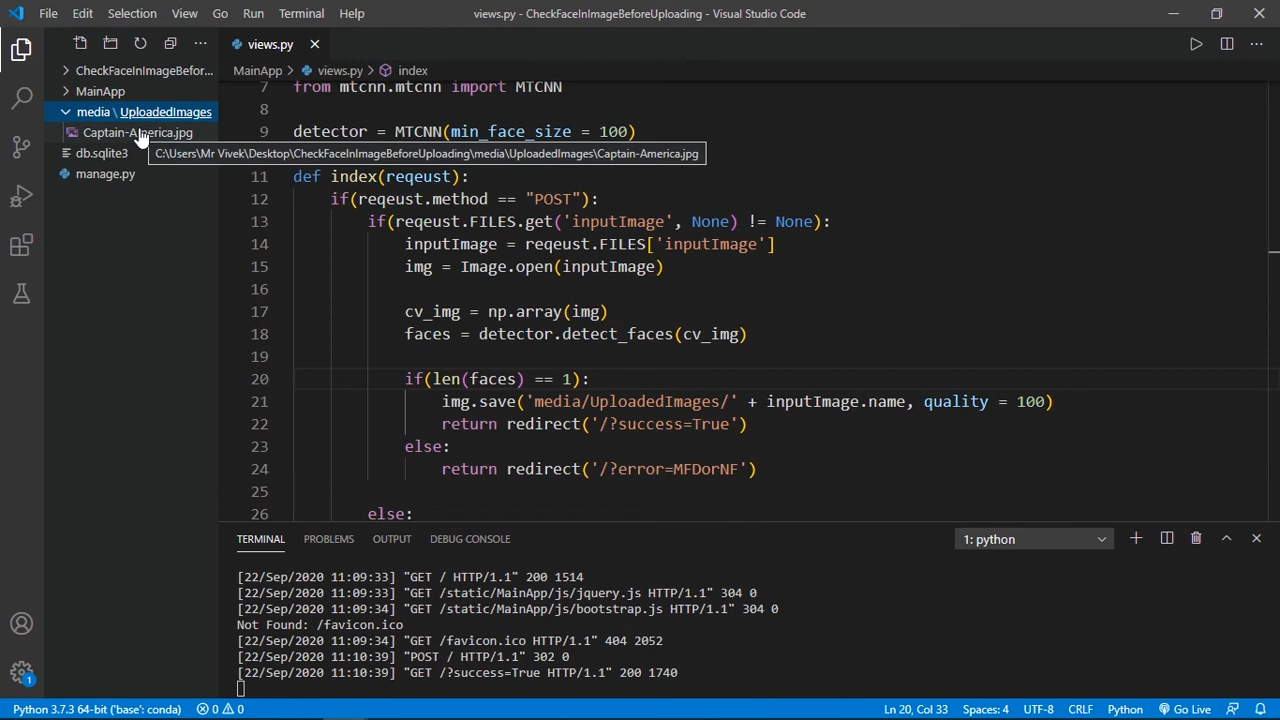 File Edit Selection View Go Run Terminal Help views.py - CheckFaceInImageBeforeUploading - Visual Studio Code
views.py
CheckFaceInImageBefor...
MainApp
media \ UploadedImages
Captain-America.jpg
db.sqlite3
manage.py
C:\Users\Mr Vivek\Desktop\CheckFaceInImageBeforeUploading\media\UploadedImages\Captain-America.jpg
MainApp > views.py > index
7 from mtcnn.mtcnn import MTCNN
8
9 detector = MTCNN(min_face_size = 100)
11 def index(reqeust):
12 if(reqeust.method == "POST"):
13 if(reqeust.FILES.get('inputImage', None) != None):
14 inputImage = reqeust.FILES['inputImage']
15 img = Image.open(inputImage)
16
17 cv_img = np.array(img)
18 faces = detector.detect_faces(cv_img)
19
20 if(len(faces) == 1):
21 img.save('media/UploadedImages/' + inputImage.name, quality = 100)
22 return redirect('/?success=True')
23 else:
24 return redirect('/?error=MFDorNF')
25
26 else:
TERMINAL PROBLEMS OUTPUT DEBUG CONSOLE 1: python
[22/Sep/2020 11:09:33] "GET / HTTP/1.1" 200 1514
[22/Sep/2020 11:09:33] "GET /static/MainApp/js/jquery.js HTTP/1.1" 304 0
[22/Sep/2020 11:09:34] "GET /static/MainApp/js/bootstrap.js HTTP/1.1" 304 0
Not Found: /favicon.ico
[22/Sep/2020 11:09:34] "GET /favicon.ico HTTP/1.1" 404 2052
[22/Sep/2020 11:10:39] "POST / HTTP/1.1" 302 0
[22/Sep/2020 11:10:39] "GET /?success=True HTTP/1.1" 200 1740
1
Python 3.7.3 64-bit ('base': conda) 0 0 Ln 20, Col 33 Spaces: 4 UTF-8 CRLF Python Go Live